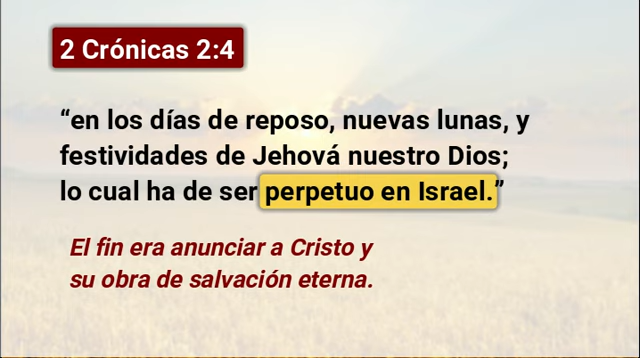 2 Crónicas 2:4
“en los días de reposo, nuevas lunas, y
festividades de Jehová nuestro Dios;
lo cual ha de ser perpetuo en Israel.”
El fin era anunciar a Cristo y
su obra de salvación eterna.